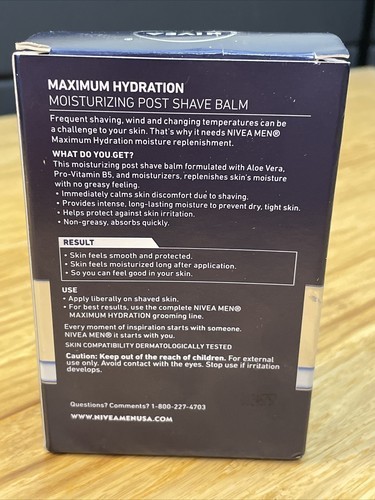 NIVEA
MAXIMUM HYDRATION
MOISTURIZING POST SHAVE BALM
Frequent shaving, wind and changing temperatures can be
a challenge to your skin. That's why it needs NIVEA MEN®
Maximum Hydration moisture replenishment.
WHAT DO YOU GET?
This moisturizing post shave balm formulated with Aloe Vera,
Pro-Vitamin B5, and moisturizers, replenishes skin's moisture
with no greasy feeling.
• Immediately calms skin discomfort due to shaving.
• Provides intense, long-lasting moisture to prevent dry, tight skin.
• Helps protect against skin irritation.
• Non-greasy, absorbs quickly.
RESULT
• Skin feels smooth and protected.
• Skin feels moisturized long after application.
• So you can feel good in your skin.
USE
• Apply liberally on shaved skin.
• For best results, use the complete NIVEA MEN®
MAXIMUM HYDRATION grooming line.
Every moment of inspiration starts with someone.
NIVEA MEN® it starts with you.
SKIN COMPATIBILITY DERMATOLOGICALLY TESTED
Caution: Keep out of the reach of children. For external
use only. Avoid contact with the eyes. Stop use if irritation
develops.
Questions? Comments? 1-800-227-4703
WWW.NIVEAMENUSA.COM